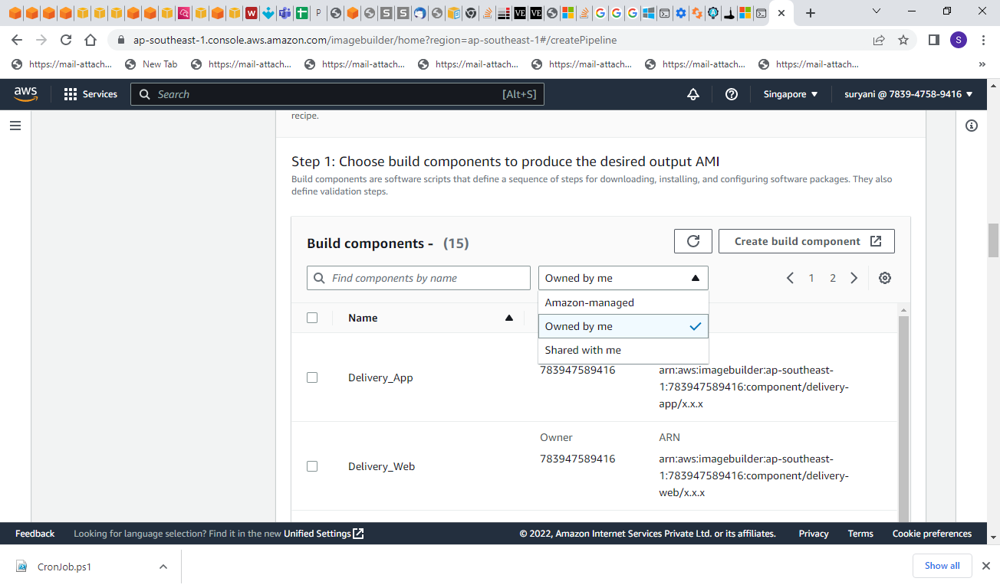 ap-southeast-1.console.aws.amazon.com/imagebuilder/home?region=ap-southeast-1#/createPipeline
S
https://mail-attach... New Tab https://mail-attach... https://mail-attach... https://mail-attach... https://mail-attach... https://mail-attach... https://mail-attach... »
aws Services Search [Alt+S] Singapore suryani @ 7839-4758-9416
recipe.
Step 1: Choose build components to produce the desired output AMI
Build components are software scripts that define a sequence of steps for downloading, installing, and configuring software packages. They also
define validation steps.
Build components - (15)
Create build component
Find components by name
Owned by me
1 2
Amazon-managed
Name
Owned by me
Shared with me
Delivery_App
783947589416
arn:aws:imagebuilder:ap-southeast-
1:783947589416:component/delivery-
app/x.x.x
Owner ARN
Delivery_Web
783947589416
arn:aws:imagebuilder:ap-southeast-
1:783947589416:component/delivery-
web/x.x.x
Feedback Looking for language selection? Find it in the new Unified Settings © 2022, Amazon Internet Services Private Ltd. or its affiliates. Privacy Terms Cookie preferences
CronJob.ps1 Show all